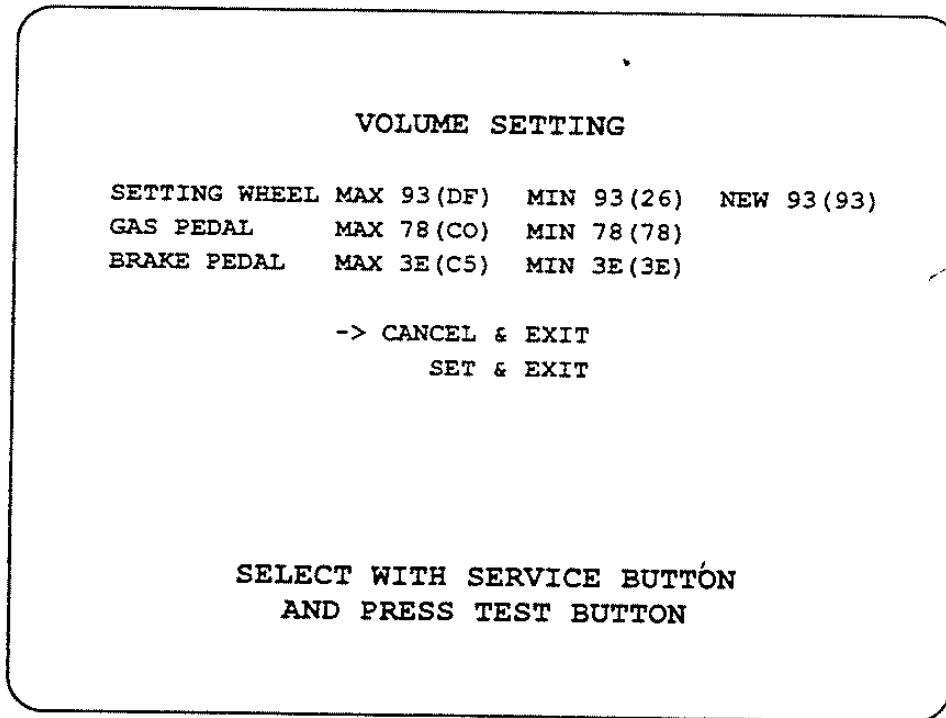 VOLUME SETTING
SETTING WHEEL MAX 93(DF) MIN 93(26) NEW 93(93)
GAS PEDAL MAX 78(CO) MIN 78(78)
BRAKE PEDAL MAX 3E(C5) MIN 3E(3E)
-> CANCEL & EXIT
SET & EXIT
SELECT WITH SERVICE BUTTON
AND PRESS TEST BUTTON